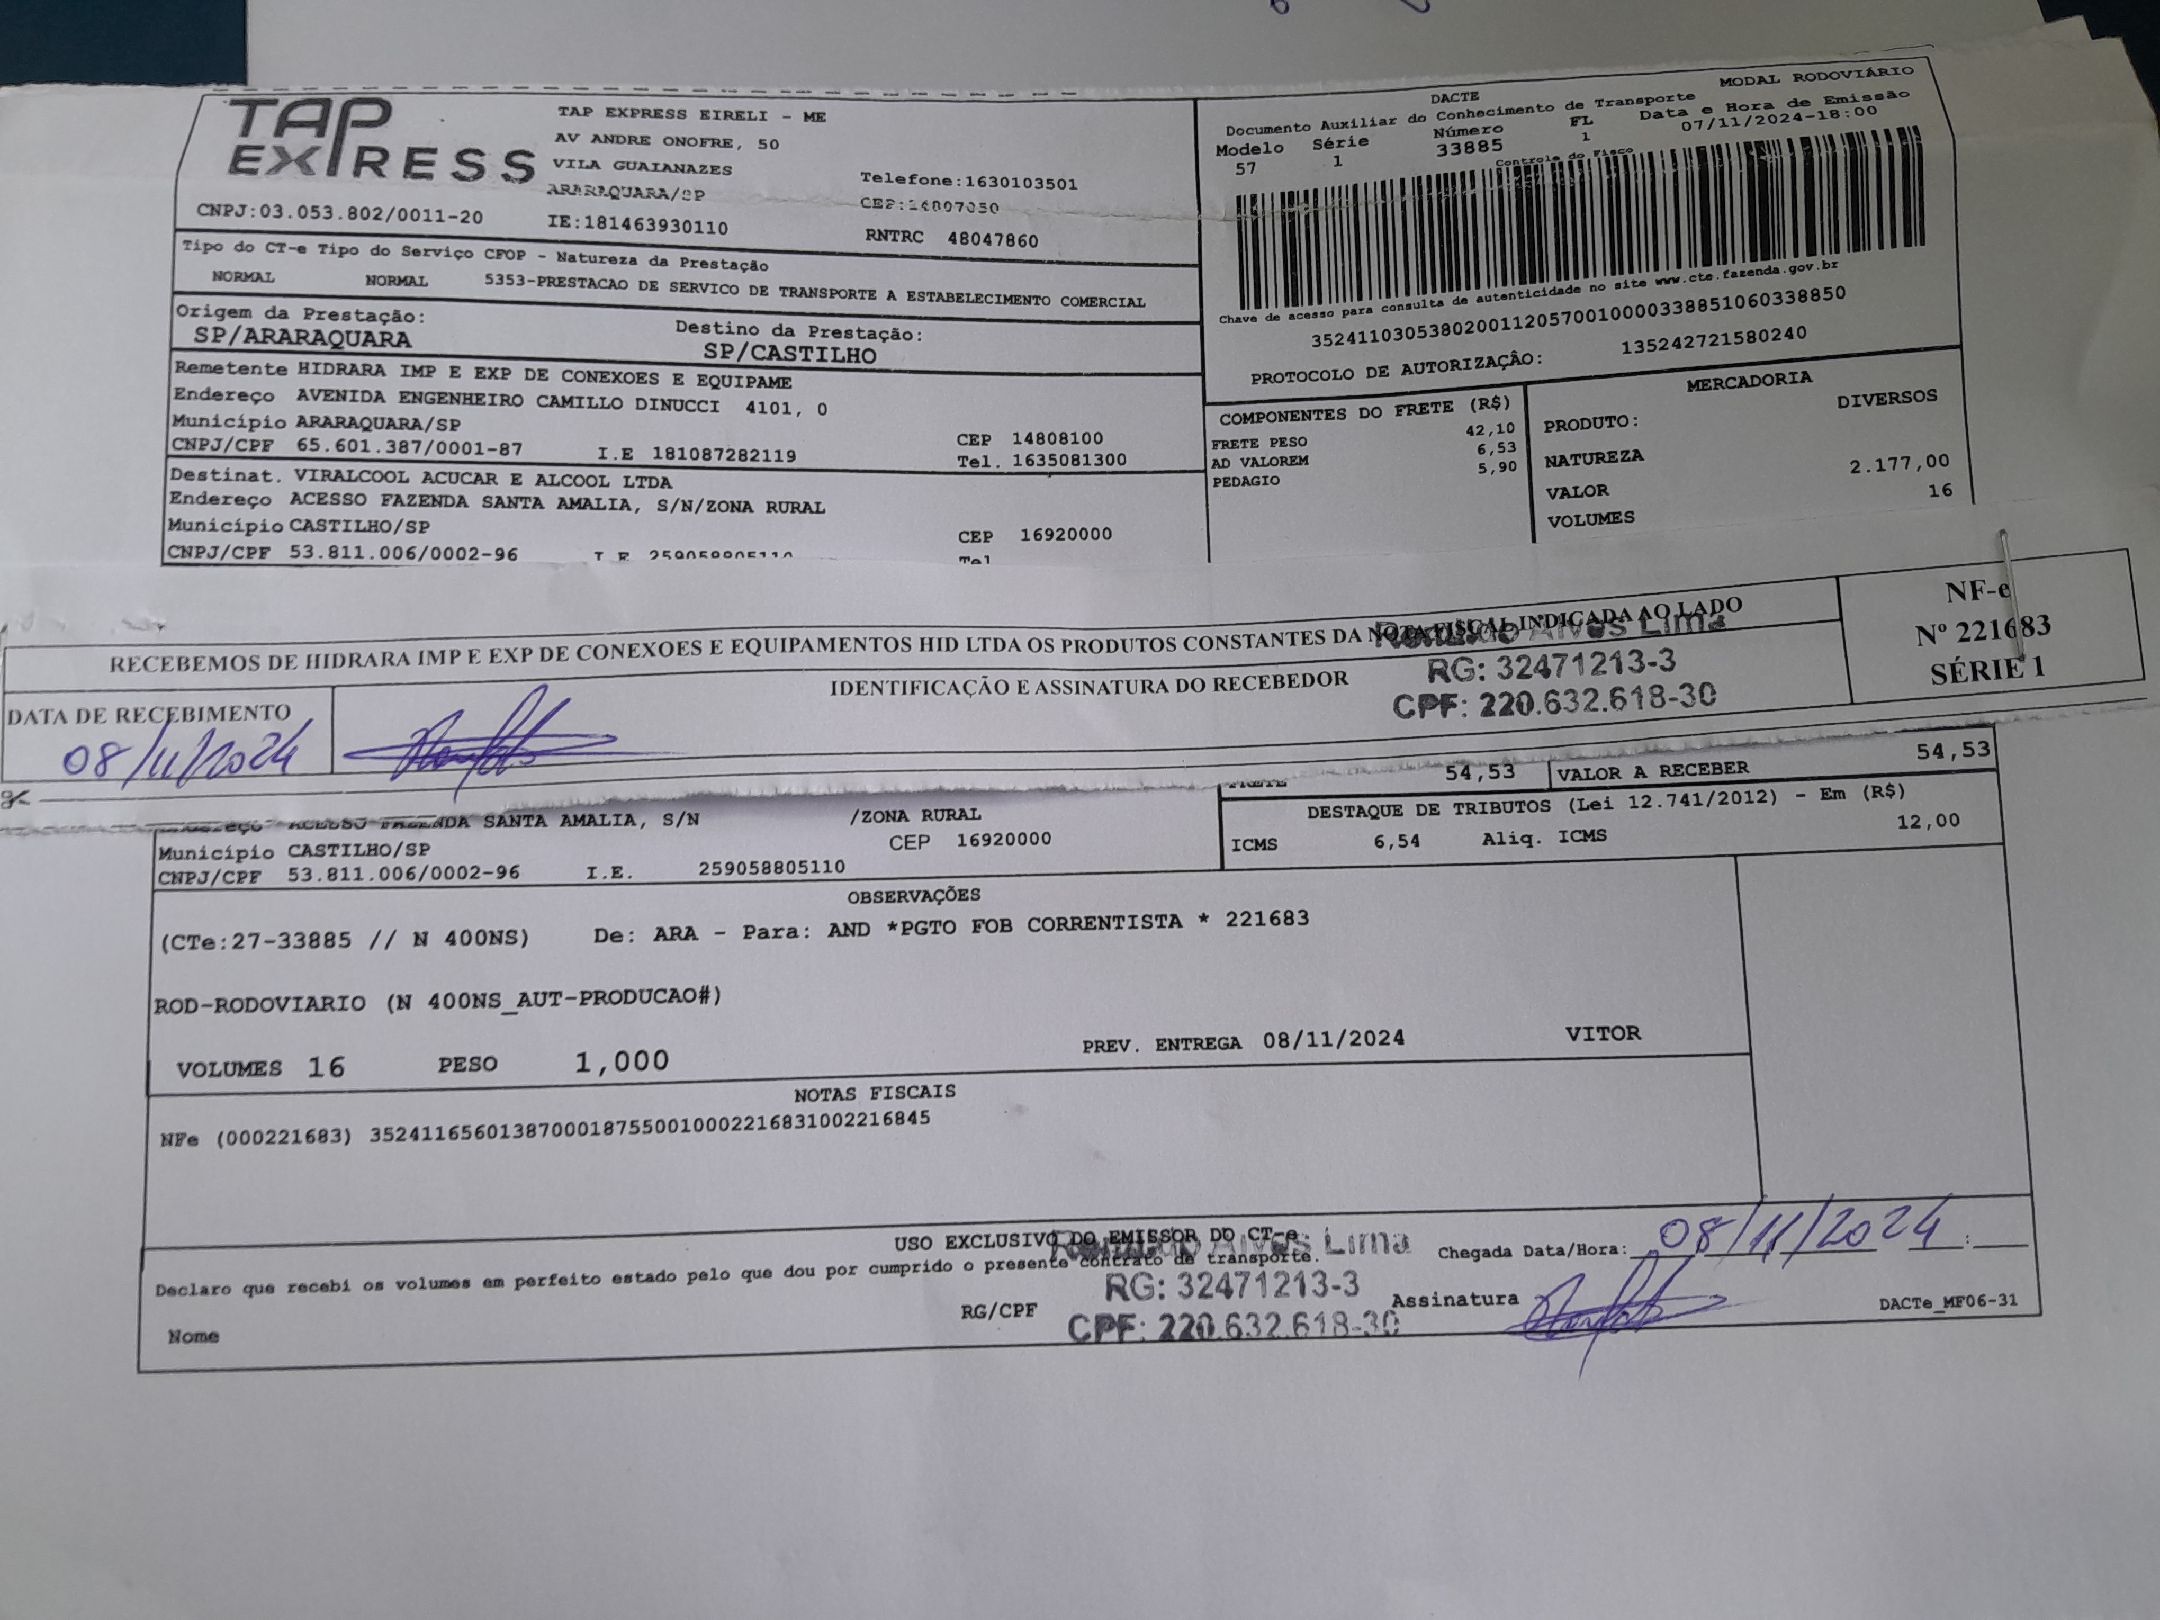 TAP EXPRESS
TAP EXPRESS EIRELI - ME
AV ANDRE ONOFRE, 50
VILA GUAIANAZES
ARARAQUARA/SP
Telefone:1630103501
CEP:14807050
CNPJ:03.053.802/0011-20 IE:181463930110 RNTRC 48047860
Tipo do CT-e Tipo do Serviço CFOP - Natureza da Prestação
NORMAL NORMAL 5353-PRESTACAO DE SERVICO DE TRANSPORTE A ESTABELECIMENTO COMERCIAL
Origem da Prestação: Destino da Prestação:
SP/ARARAQUARA SP/CASTILHO
Remetente HIDRARA IMP E EXP DE CONEXOES E EQUIPAME
Endereço AVENIDA ENGENHEIRO CAMILLO DINUCCI 4101, 0
Município ARARAQUARA/SP CEP 14808100
CNPJ/CPF 65.601.387/0001-87 I.E 181087282119 Tel. 1635081300
Destinat. VIRALCOOL ACUCAR E ALCOOL LTDA
Endereço ACESSO FAZENDA SANTA AMALIA, S/N/ZONA RURAL
Município CASTILHO/SP CEP 16920000
CNPJ/CPF 53.811.006/0002-96 I E 259058805110 Tel
DACTE MODAL RODOVIÁRIO
Documento Auxiliar do Conhecimento de Transporte
Modelo Série Número FL Data e Hora de Emissão
57 1 33885 1 07/11/2024-18:00
Controle do Fisco
Chave de acesso para consulta de autenticidade no site www.cte.fazenda.gov.br
35241103053802001120570010000338851060338850
PROTOCOLO DE AUTORIZAÇÂO: 135242721580240
COMPONENTES DO FRETE (R$)
FRETE PESO 42,10
AD VALOREM 6,53
PEDAGIO 5,90
MERCADORIA
PRODUTO: DIVERSOS
NATUREZA
VALOR 2.177,00
VOLUMES 16
RECEBEMOS DE HIDRARA IMP E EXP DE CONEXOES E EQUIPAMENTOS HID LTDA OS PRODUTOS CONSTANTES DA NOTA FISCAL INDICADA AO LADO
NF-e
Nº 221683
SÉRIE 1
DATA DE RECEBIMENTO
08/11/2024
IDENTIFICAÇÃO E ASSINATURA DO RECEBEDOR
Alves Lima
RG: 32471213-3
CPF: 220.632.618-30
FRETE 54,53 VALOR A RECEBER 54,53
DESTAQUE DE TRIBUTOS (Lei 12.741/2012) - Em (R$)
ICMS 6,54 Aliq. ICMS 12,00
Endereço ACESSO FAZENDA SANTA AMALIA, S/N /ZONA RURAL
Município CASTILHO/SP CEP 16920000
CNPJ/CPF 53.811.006/0002-96 I.E. 259058805110
OBSERVAÇÕES
(CTe:27-33885 // N 400NS) De: ARA - Para: AND *PGTO FOB CORRENTISTA * 221683
ROD-RODOVIARIO (N 400NS_AUT-PRODUCAO#)
VOLUMES 16 PESO 1,000 PREV. ENTREGA 08/11/2024 VITOR
NOTAS FISCAIS
NFe (000221683) 35241165601387000187550010002216831002216845
USO EXCLUSIVO DO EMISSOR DO CT-e
Declaro que recebi os volumes em perfeito estado pelo que dou por cumprido o presente contrato de transporte.
Alves Lima
RG: 32471213-3
CPF: 220.632.618-30
Chegada Data/Hora: 08/11/2024 :
Nome RG/CPF Assinatura DACTe_MF06-31